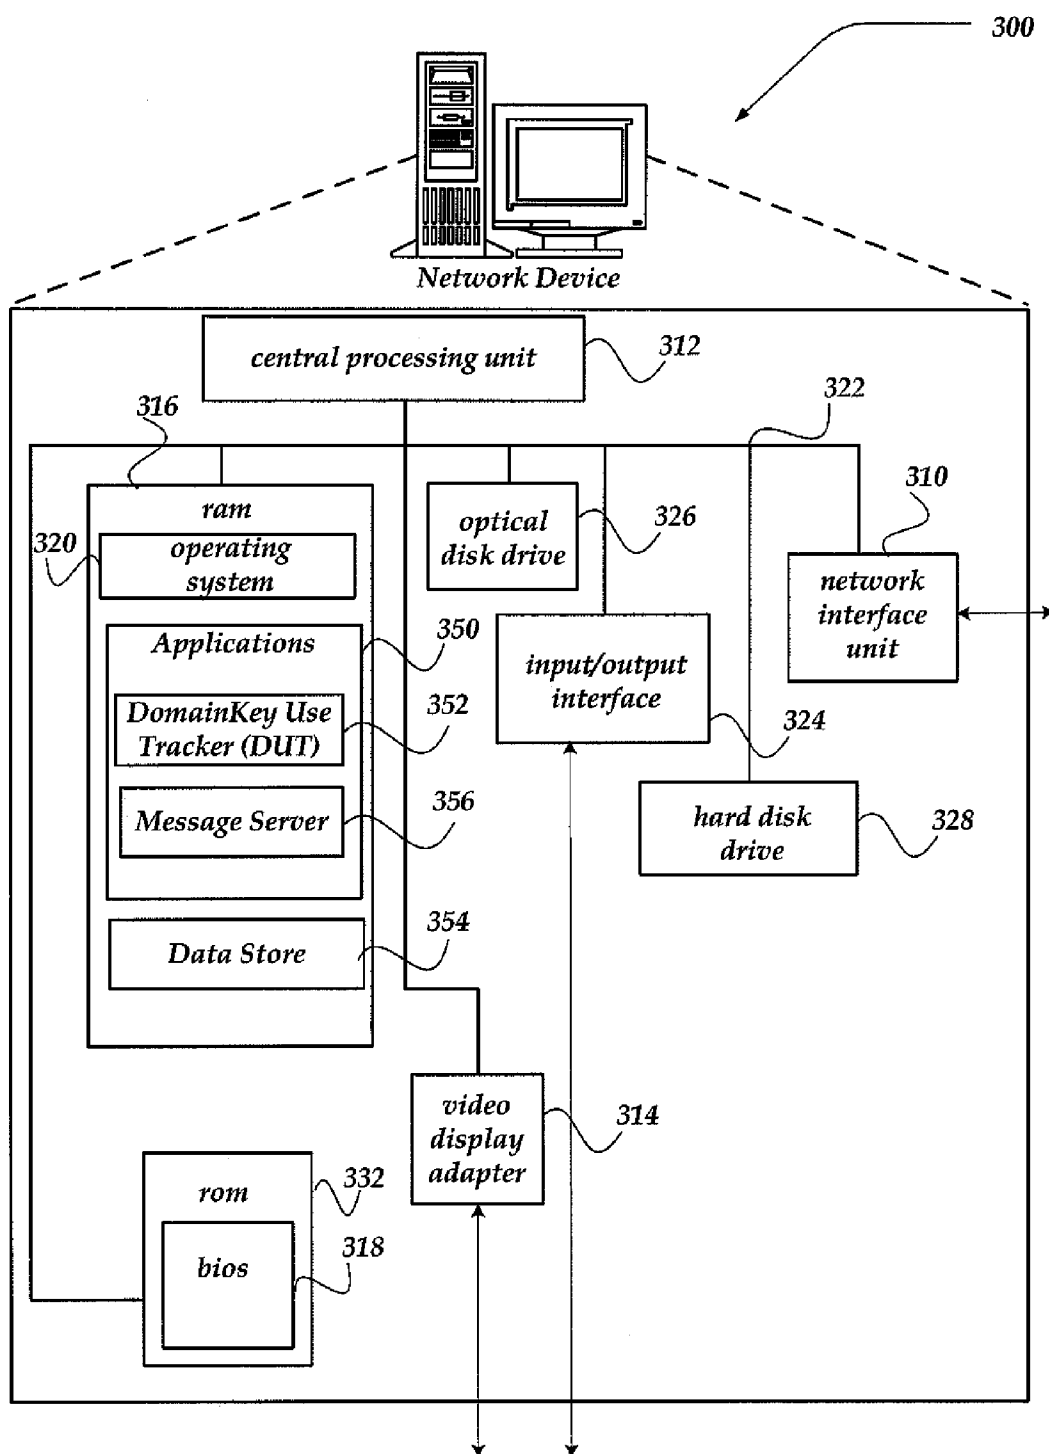 300
Network Device
central processing unit
312
322
316
310
ram
optical
disk drive
326
320
operating
system
network
interface
unit
Applications
350
input/output
interface
324
DomainKey Use
Tracker (DUT)
352
Message Server
356
hard disk
drive
328
Data Store
354
video
display
adapter
314
rom
332
bios
318